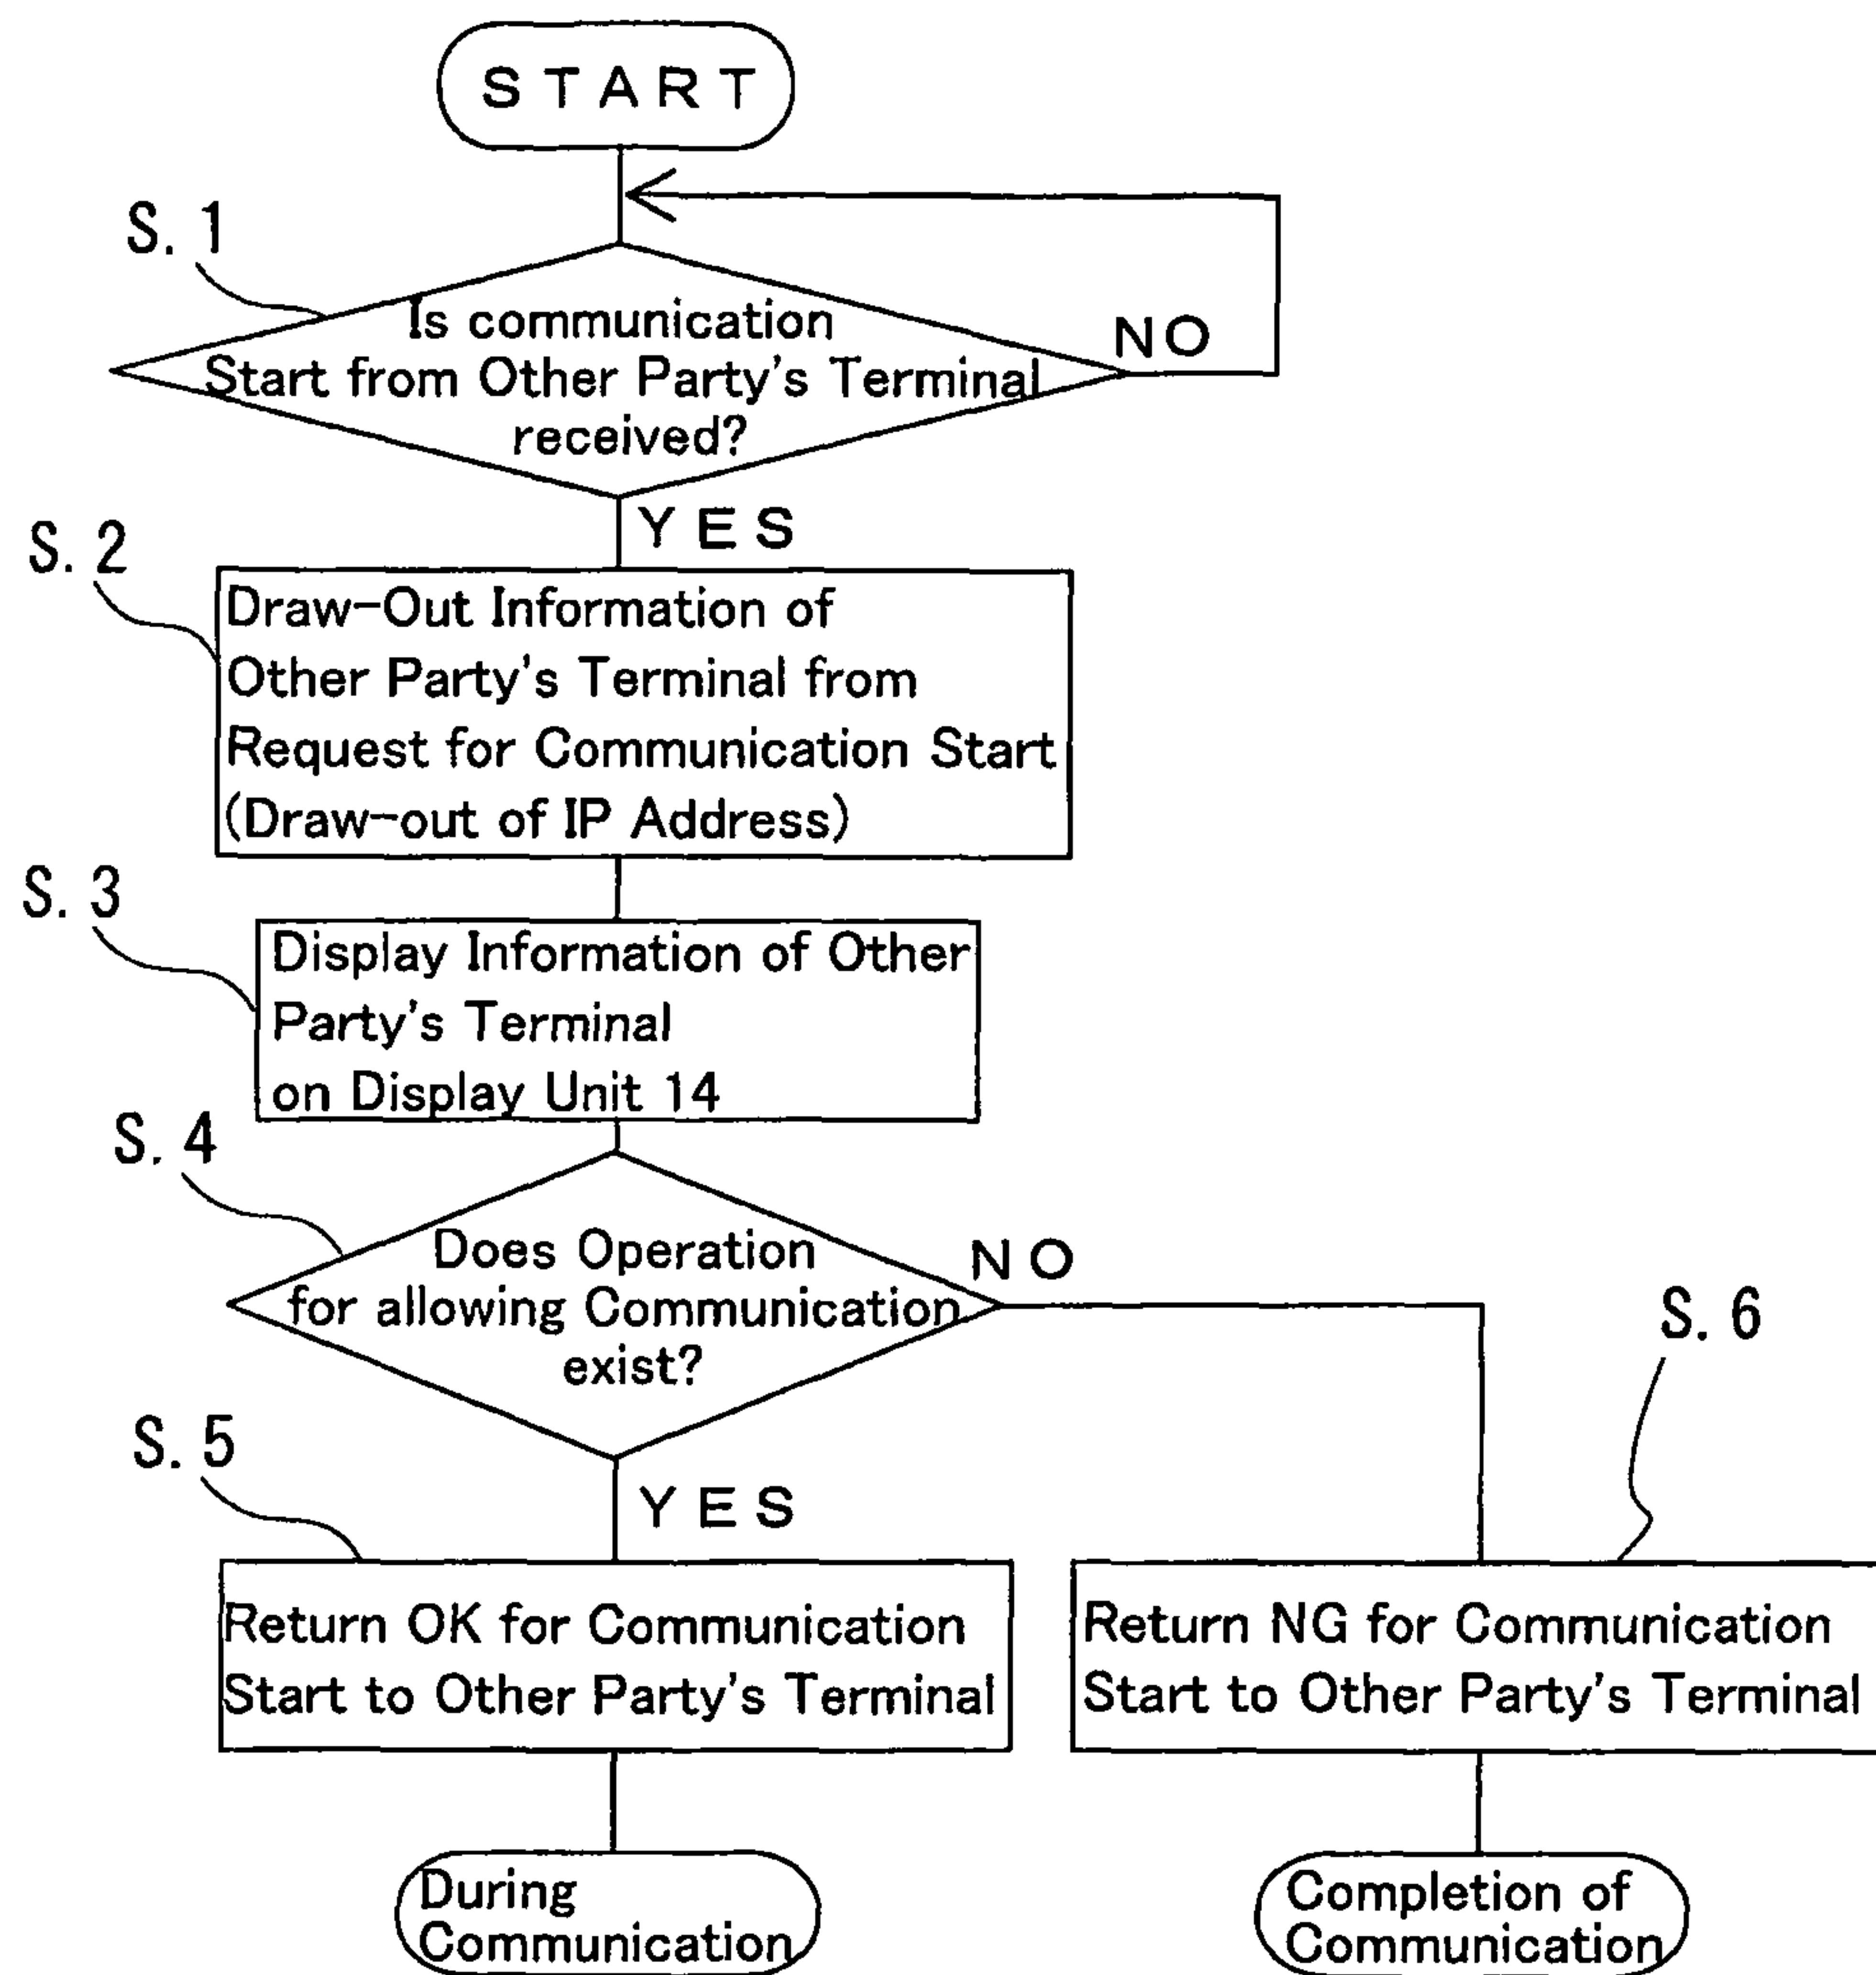 START
S. 1
Is communication
Start from Other Party's Terminal
received?
NO
YES
S. 2
Draw-Out Information of
Other Party's Terminal from
Request for Communication Start
(Draw-out of IP Address)
S. 3
Display Information of Other
Party's Terminal
on Display Unit 14
S. 4
Does Operation
for allowing Communication
exist?
NO
YES
S. 5
Return OK for Communication
Start to Other Party's Terminal
S. 6
Return NG for Communication
Start to Other Party's Terminal
During
Communication
Completion of
Communication